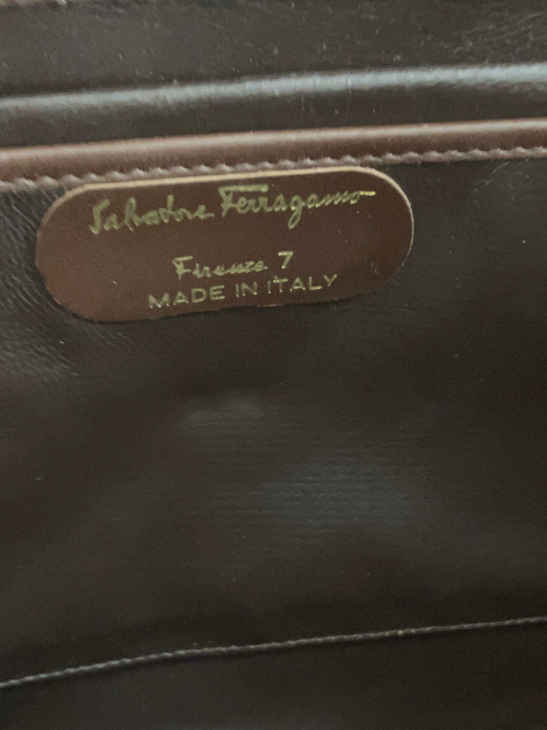 Salvatore Ferragamo
Firenze 7
MADE IN ITALY